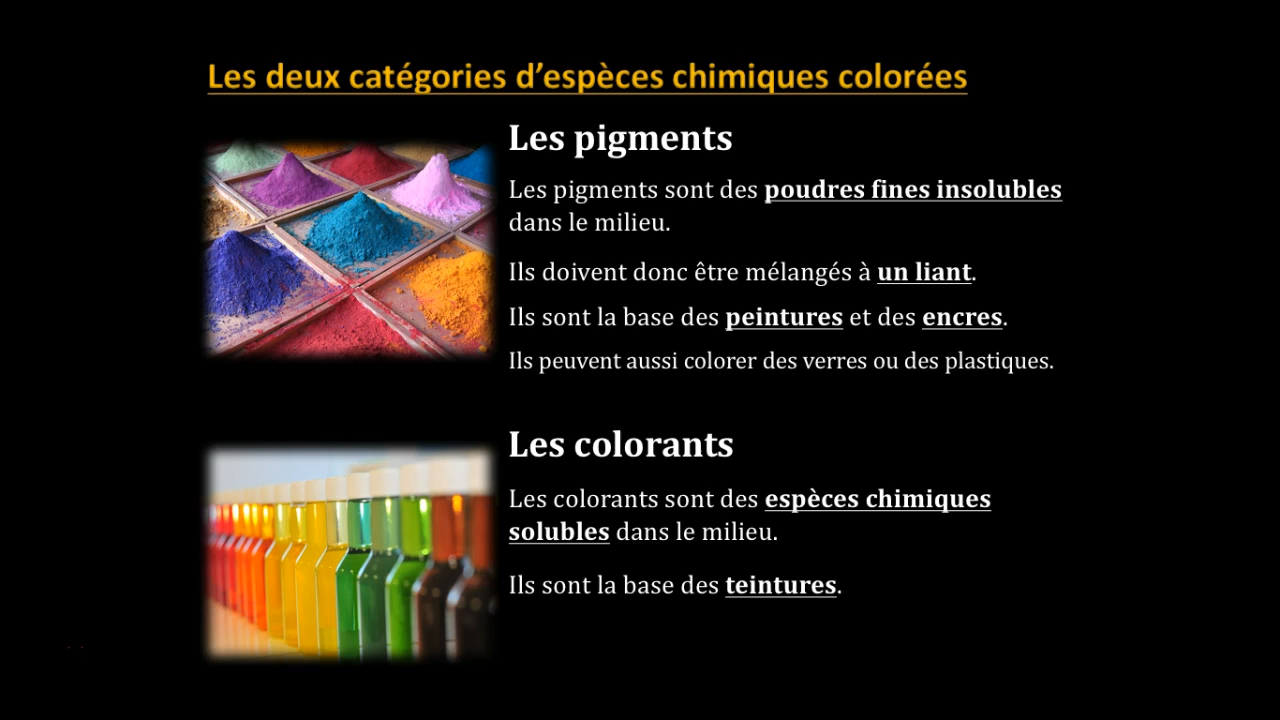 Les deux catégories d’espèces chimiques colorées
Les pigments
Les pigments sont des poudres fines insolubles
dans le milieu.
Ils doivent donc être mélangés à un liant.
Ils sont la base des peintures et des encres.
Ils peuvent aussi colorer des verres ou des plastiques.
Les colorants
Les colorants sont des espèces chimiques
solubles dans le milieu.
Ils sont la base des teintures.